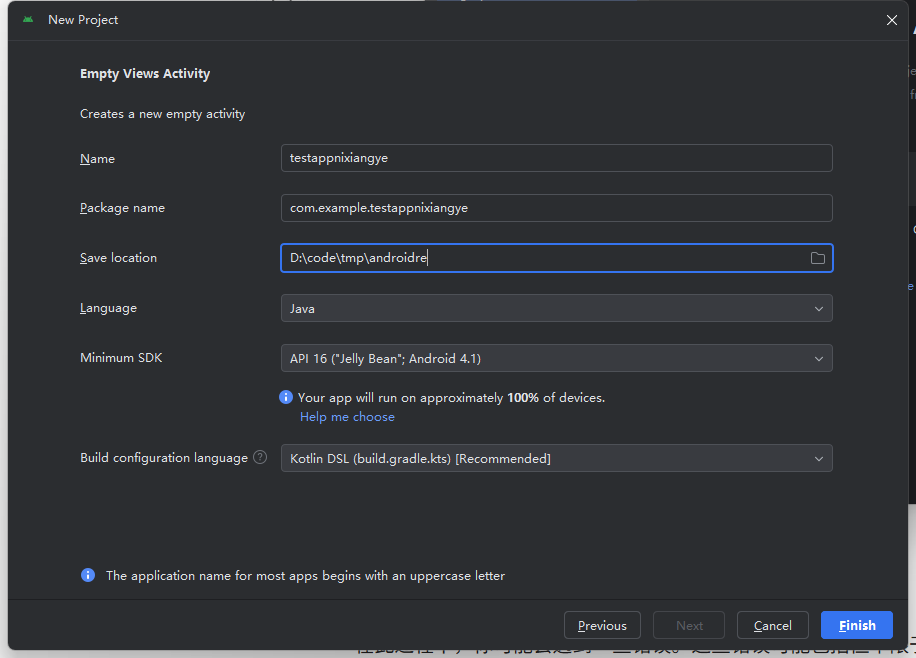 New Project
Empty Views Activity
Creates a new empty activity
Name testappnixiangye
Package name com.example.testappnixiangye
Save location D:\code\tmp\androidre
Language Java
Minimum SDK API 16 ("Jelly Bean"; Android 4.1)
Your app will run on approximately 100% of devices.
Help me choose
Build configuration language ? Kotlin DSL (build.gradle.kts) [Recommended]
The application name for most apps begins with an uppercase letter
Previous Next Cancel Finish